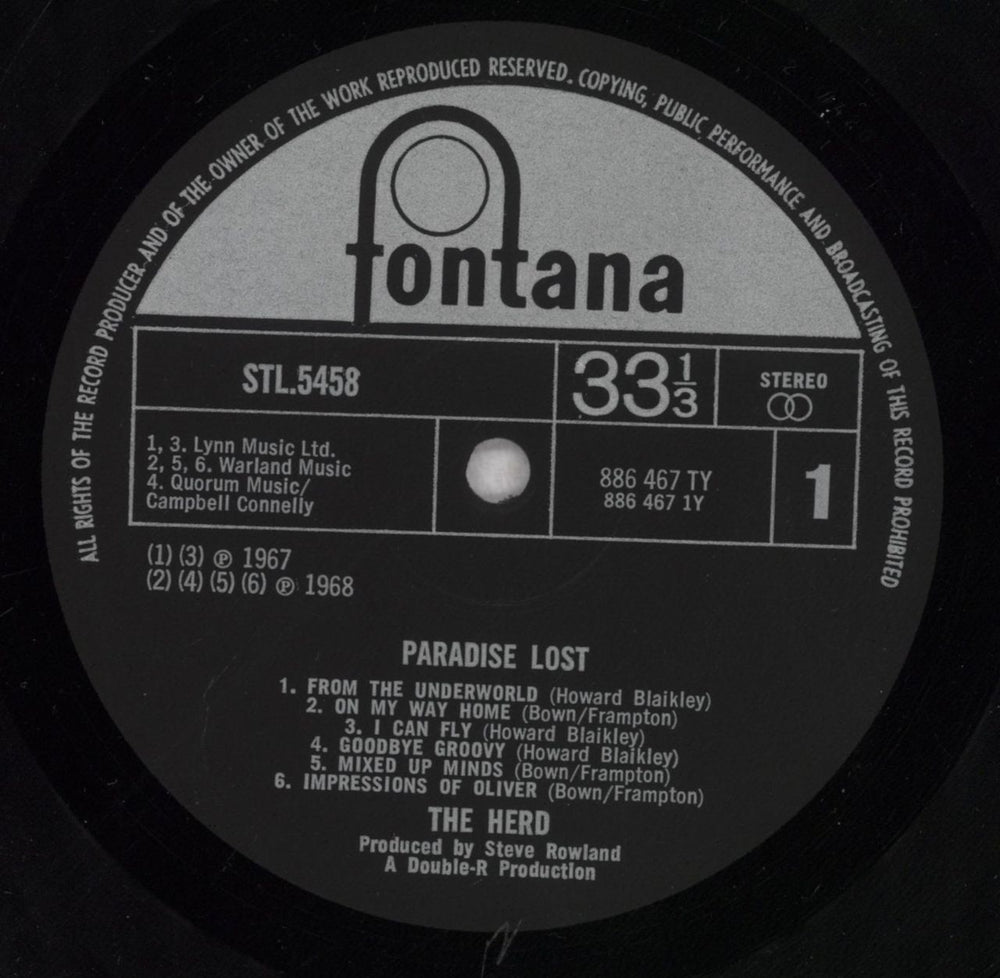 ALL RIGHTS OF THE RECORD PRODUCER AND OF THE OWNER OF THE WORK REPRODUCED RESERVED. COPYING, PUBLIC PERFORMANCE AND BROADCASTING OF THIS RECORD PROHIBITED
fontana
STL.5458
33⅓
STEREO
1, 3. Lynn Music Ltd.
2, 5, 6. Warland Music
4. Quorum Music/
Campbell Connelly
886 467 TY
886 467 1Y
1
(1) (3) ℗ 1967
(2) (4) (5) (6) ℗ 1968
PARADISE LOST
1. FROM THE UNDERWORLD (Howard Blaikley)
2. ON MY WAY HOME (Bown/Frampton)
3. I CAN FLY (Howard Blaikley)
4. GOODBYE GROOVY (Howard Blaikley)
5. MIXED UP MINDS (Bown/Frampton)
6. IMPRESSIONS OF OLIVER (Bown/Frampton)
THE HERD
Produced by Steve Rowland
A Double-R Production